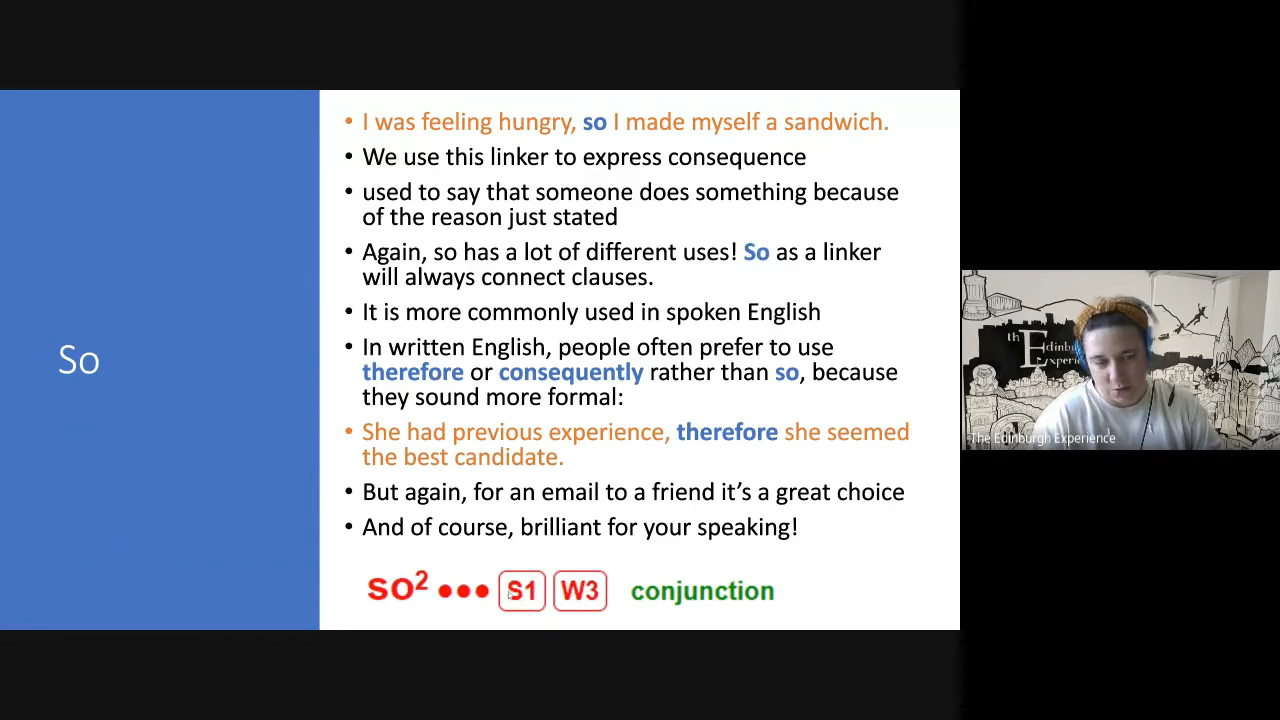 So
• I was feeling hungry, so I made myself a sandwich.
• We use this linker to express consequence
• used to say that someone does something because
of the reason just stated
• Again, so has a lot of different uses! So as a linker
will always connect clauses.
• It is more commonly used in spoken English
• In written English, people often prefer to use
therefore or consequently rather than so, because
they sound more formal:
• She had previous experience, therefore she seemed
the best candidate.
• But again, for an email to a friend it’s a great choice
• And of course, brilliant for your speaking!
so² ●●● S1 W3 conjunction
th Edinbu
Experie
The Edinburgh Experience